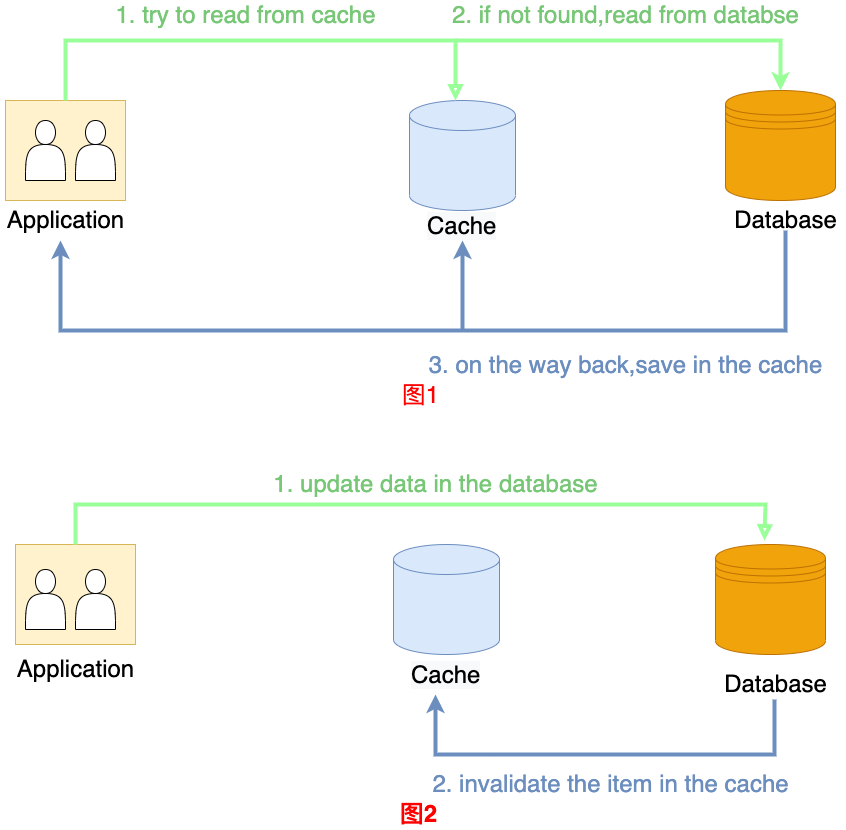 1. try to read from cache
2. if not found,read from databse
Application
Cache
Database
3. on the way back,save in the cache
图1
1. update data in the database
Application
Cache
Database
2. invalidate the item in the cache
图2